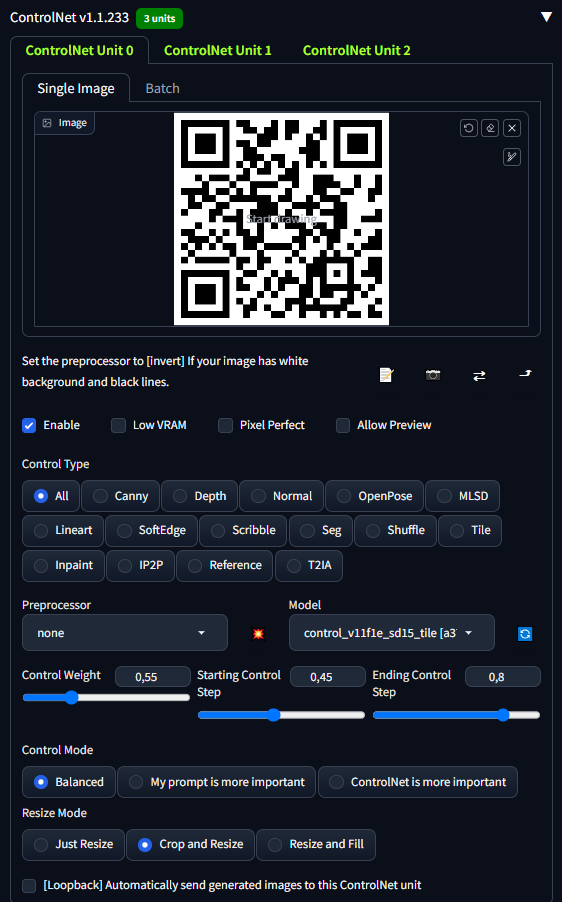 ControlNet v1.1.233 3 units
ControlNet Unit 0 ControlNet Unit 1 ControlNet Unit 2
Single Image Batch
Image
Start drawing
Set the preprocessor to [invert] If your image has white
background and black lines.
Enable Low VRAM Pixel Perfect Allow Preview
Control Type
All Canny Depth Normal OpenPose MLSD
Lineart SoftEdge Scribble Seg Shuffle Tile
Inpaint IP2P Reference T2IA
Preprocessor Model
none control_v11f1e_sd15_tile [a3
Control Weight 0,55 Starting Control 0,45 Ending Control 0,8
Step Step
Control Mode
Balanced My prompt is more important ControlNet is more important
Resize Mode
Just Resize Crop and Resize Resize and Fill
[Loopback] Automatically send generated images to this ControlNet unit